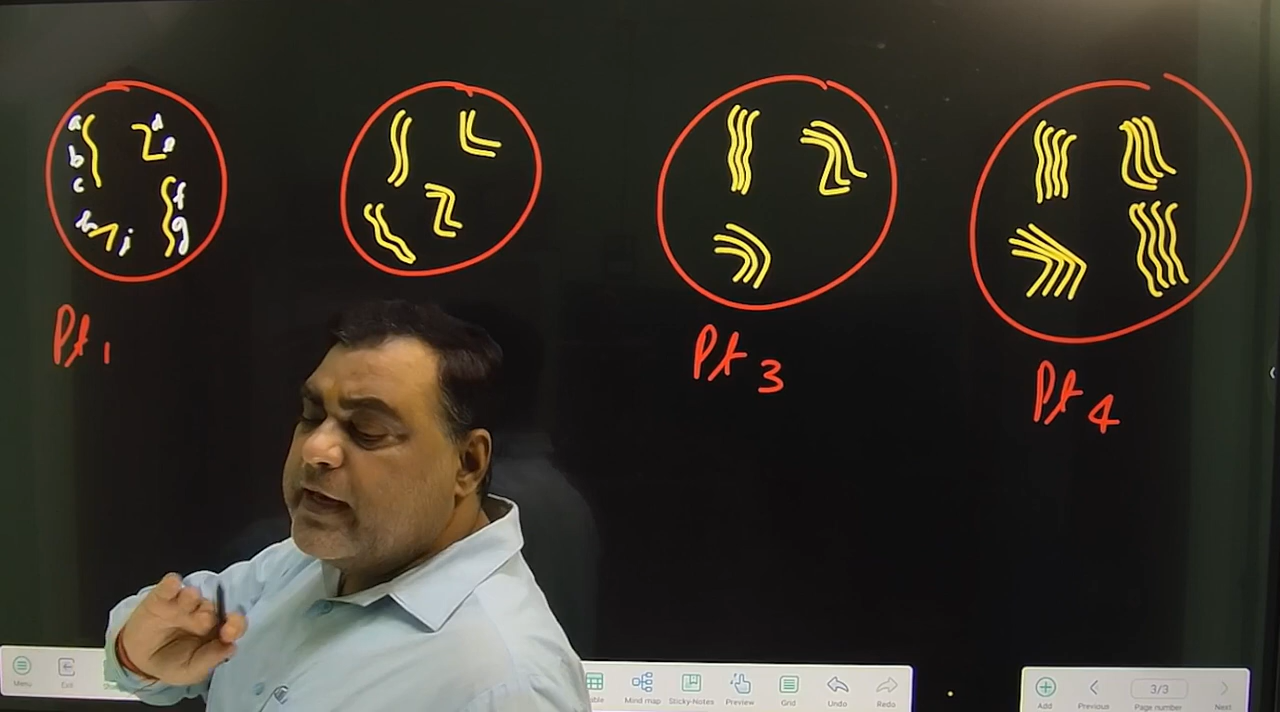 a
b
c
d
e
f
g
h
i
Pt 1
Pt 3
Pt 4
Menu
Exit
Mind map
Sticky-Notes
Preview
Grid
Undo
Redo
Add
Previous
3/3
Page number
Next